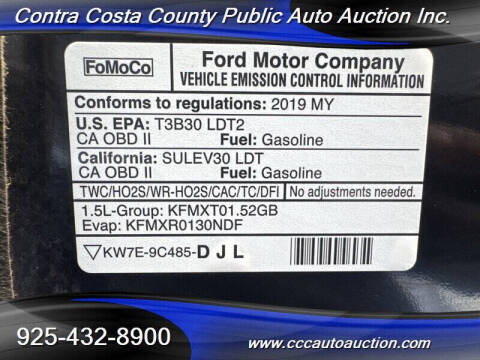 Contra Costa County Public Auto Auction Inc.
FoMoCo
Ford Motor Company
VEHICLE EMISSION CONTROL INFORMATION
Conforms to regulations: 2019 MY
U.S. EPA: T3B30 LDT2
CA OBD II Fuel: Gasoline
California: SULEV30 LDT
CA OBD II Fuel: Gasoline
TWC/HO2S/WR-HO2S/CAC/TC/DFI No adjustments needed.
1.5L-Group: KFMXT01.52GB
Evap: KFMXR0130NDF
KW7E-9C485-D J L
925-432-8900
www.cccautoauction.com